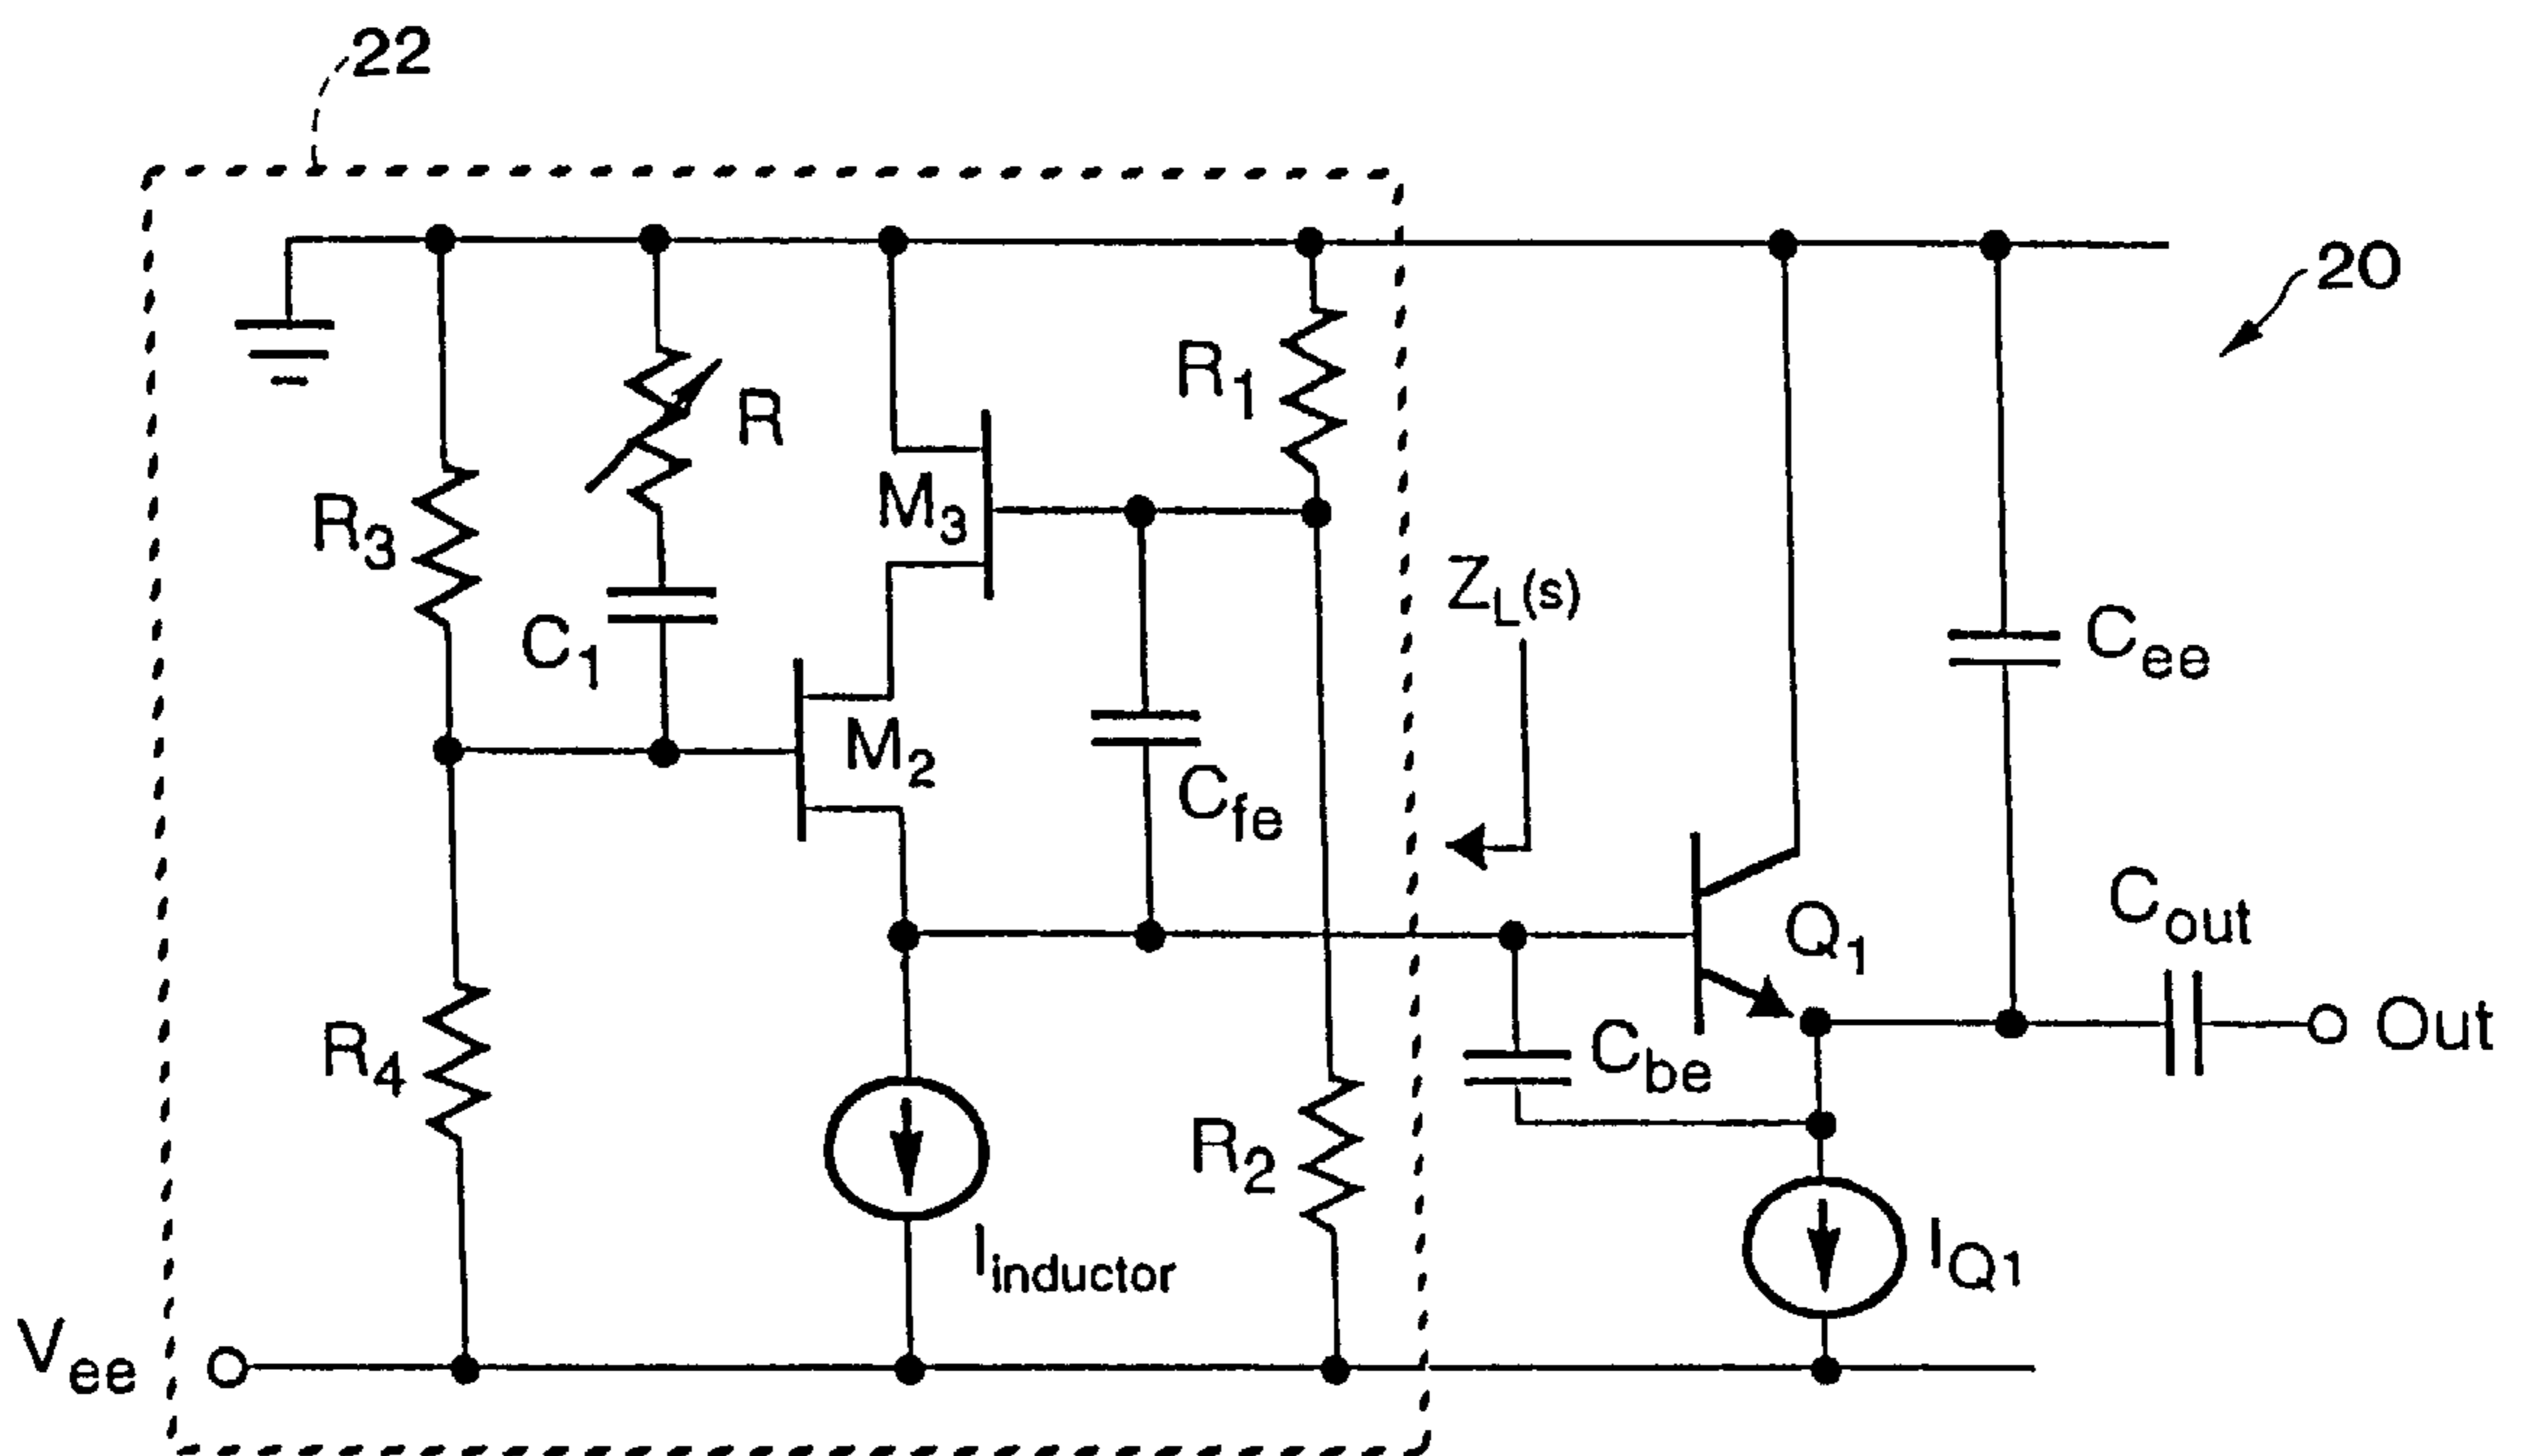 22
20
R1
R
M3
R3
ZL(s)
C1
Cee
M2
Cfe
Cout
Q1
Out
R4
Cbe
R2
Iinductor
IQ1
Vee